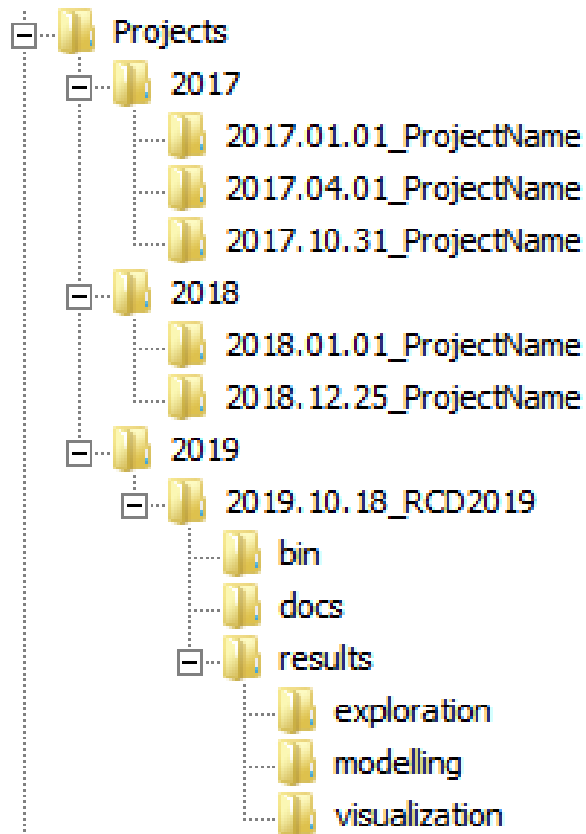 Projects
2017
2017.01.01_ProjectName
2017.04.01_ProjectName
2017.10.31_ProjectName
2018
2018.01.01_ProjectName
2018.12.25_ProjectName
2019
2019.10.18_RCD2019
bin
docs
results
exploration
modelling
visualization